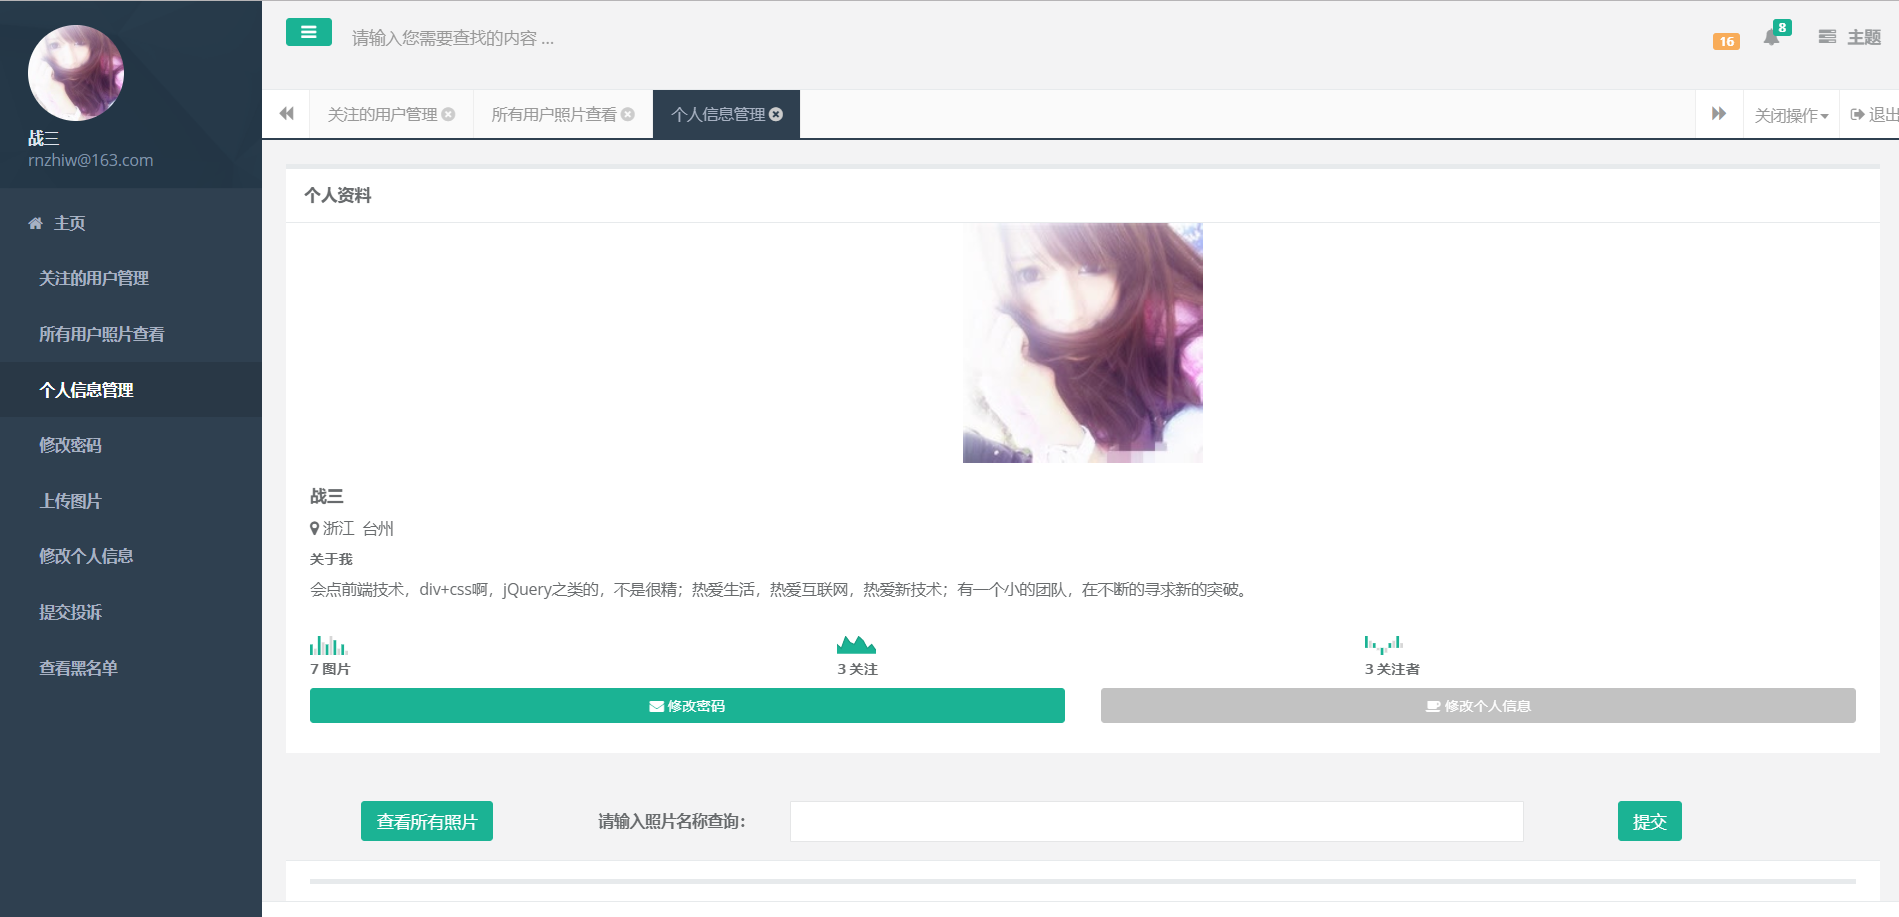 战三
rnzhiw@163.com
主页
关注的用户管理
所有用户照片查看
个人信息管理
修改密码
上传图片
修改个人信息
提交投诉
查看黑名单
请输入您需要查找的内容 ...
16
8
主题
关注的用户管理
所有用户照片查看
个人信息管理
关闭操作
退出
个人资料
战三
浙江 台州
关于我
会点前端技术，div+css啊，jQuery之类的，不是很精；热爱生活，热爱互联网，热爱新技术；有一个小的团队，在不断的寻求新的突破。
7 图片
3 关注
3 关注者
修改密码
修改个人信息
查看所有照片
请输入照片名称查询：
提交